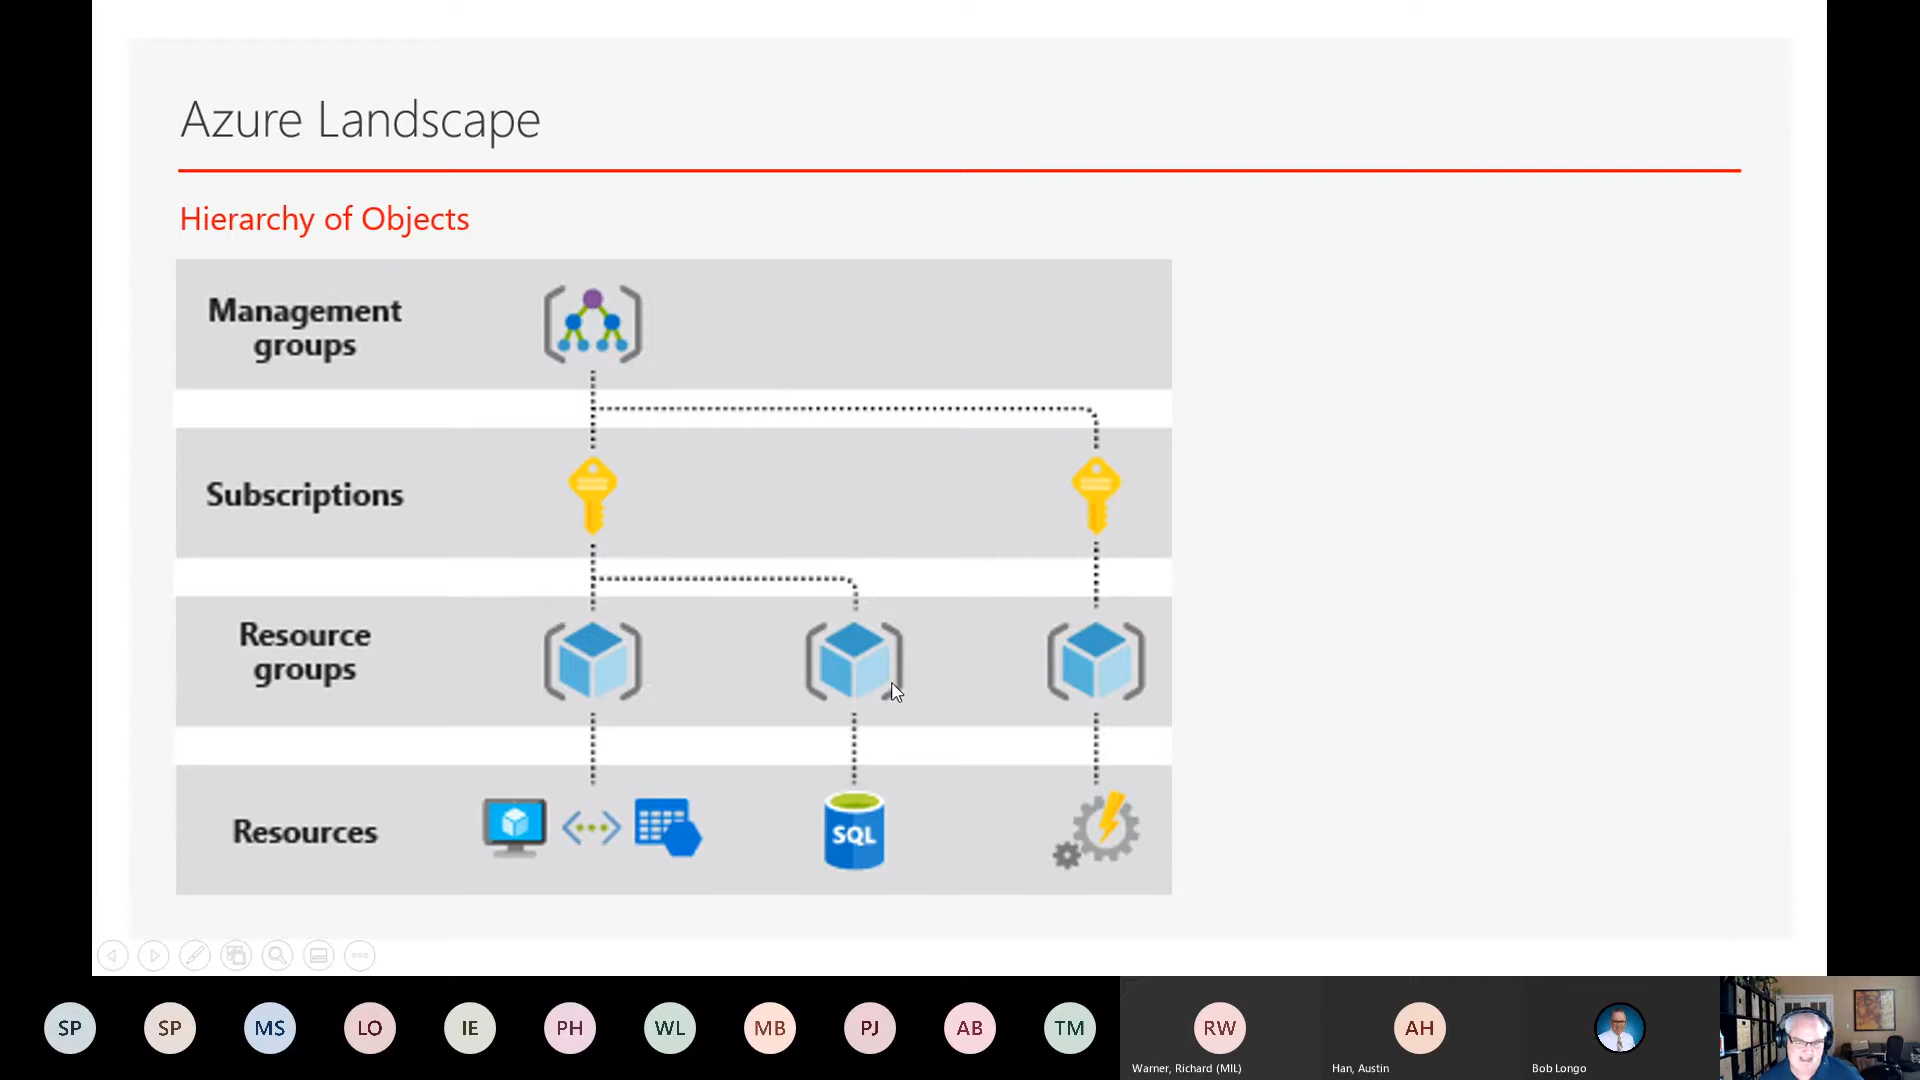 Azure Landscape
Hierarchy of Objects
Management
groups
Subscriptions
Resource
groups
Resources
SQL
SP
SP
MS
LO
IE
PH
WL
MB
PJ
AB
TM
RW
AH
Warner, Richard (MIL)
Han, Austin
Bob Longo